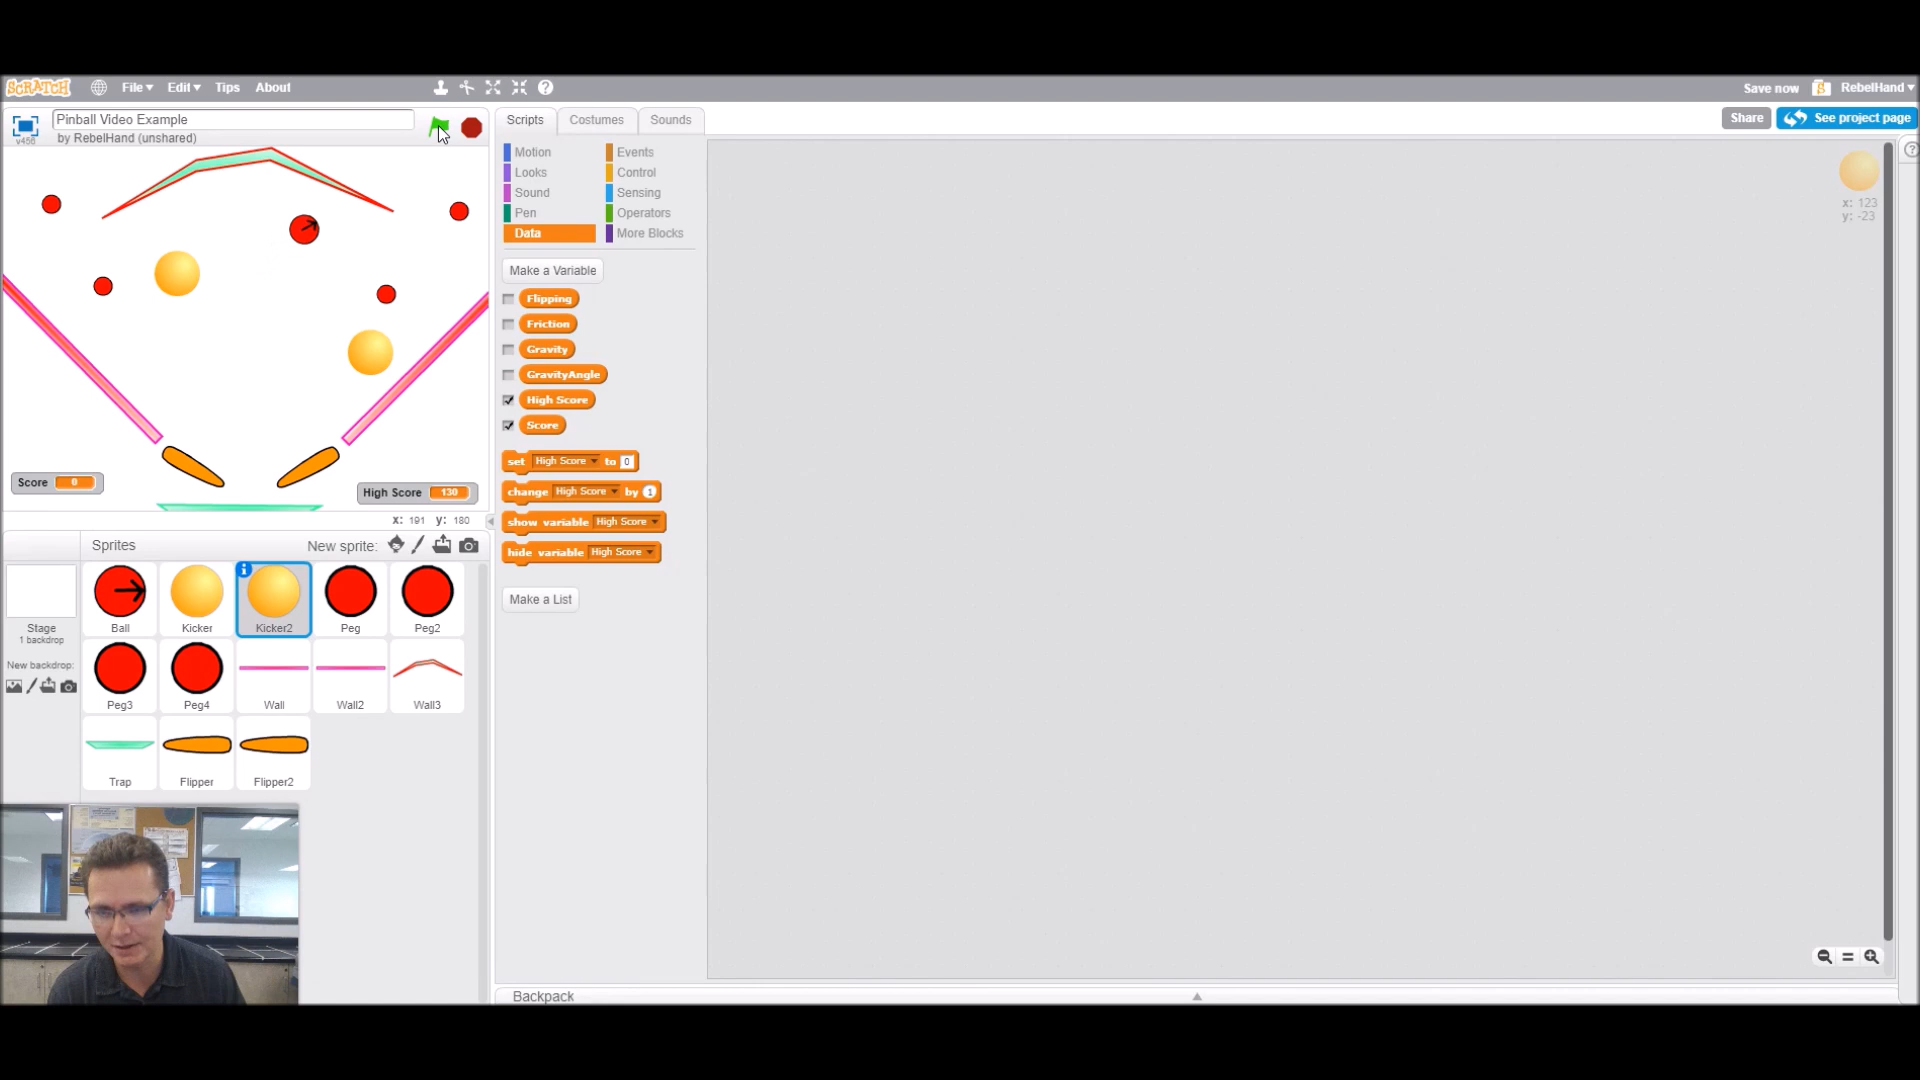 SCRATCH File Edit Tips About Save now RebelHand
Pinball Video Example
by RebelHand (unshared)
v456
Score 0
High Score 130
x: 191 y: 180
Sprites New sprite:
Stage
1 backdrop
New backdrop:
Ball Kicker Kicker2 Peg Peg2
Peg3 Peg4 Wall Wall2 Wall3
Trap Flipper Flipper2
Scripts Costumes Sounds
Share See project page
Motion Events
Looks Control
Sound Sensing
Pen Operators
Data More Blocks
Make a Variable
Flipping
Friction
Gravity
GravityAngle
High Score
Score
set High Score to 0
change High Score by 1
show variable High Score
hide variable High Score
Make a List
x: 123
y: -23
Backpack